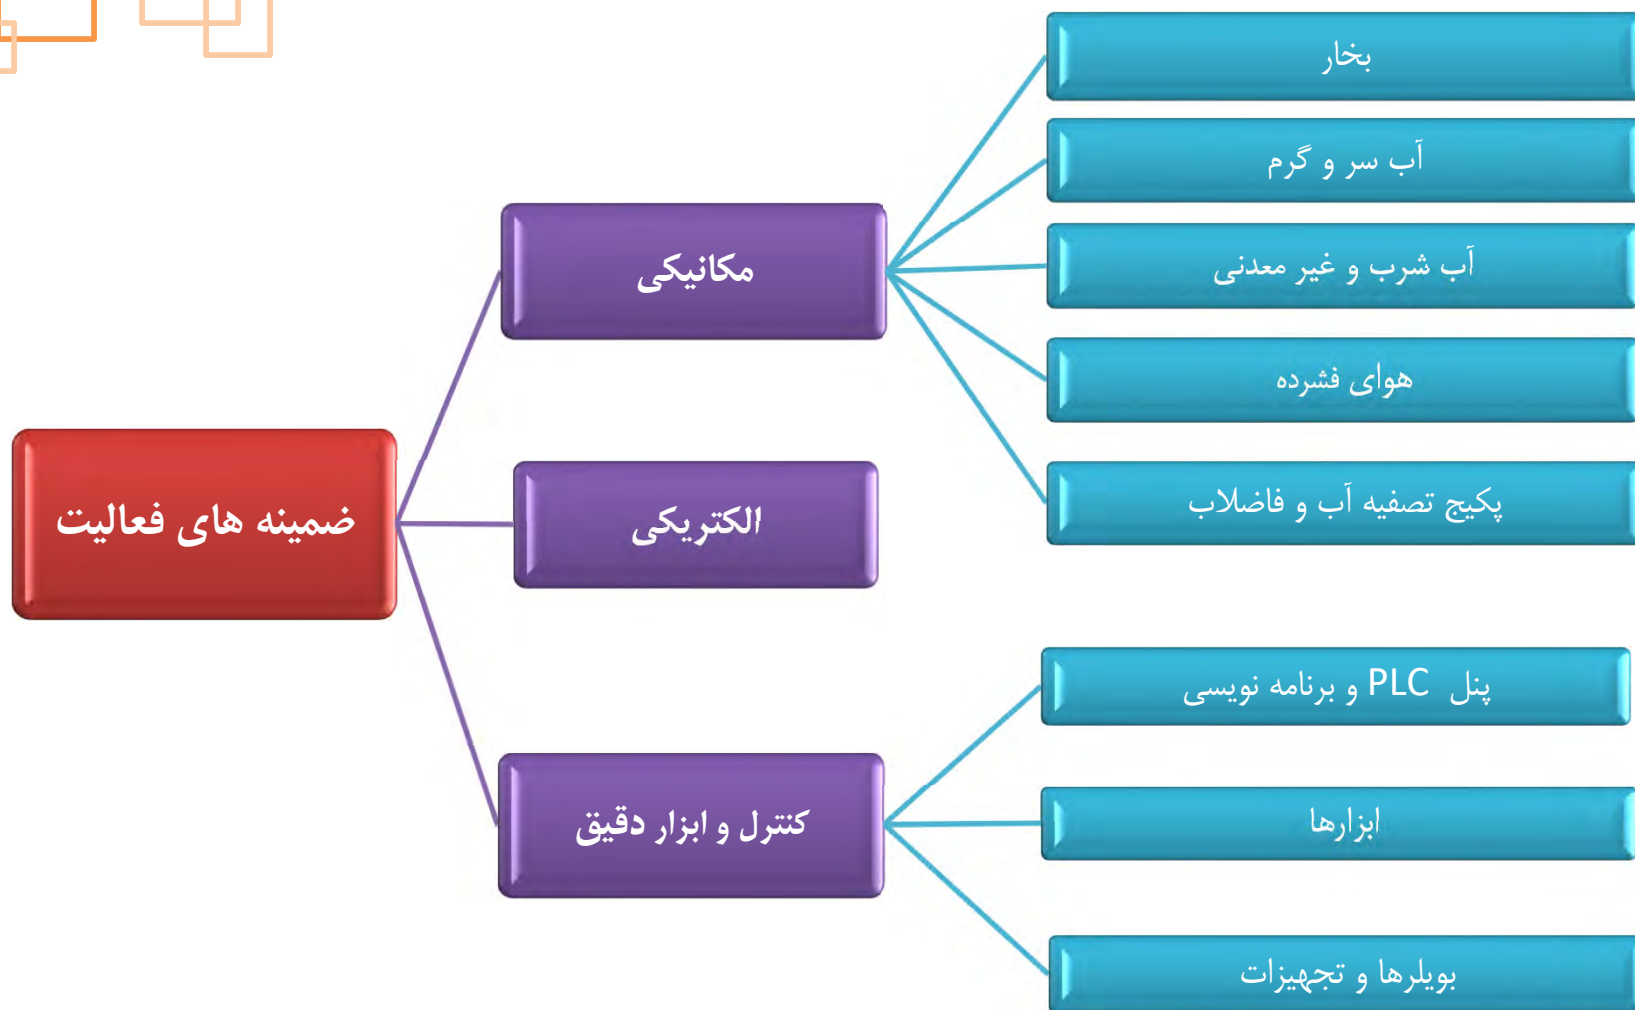 ضمینه های فعالیت
مکانیکی
بخار
آب سر و گرم
آب شرب و غیر معدنی
هوای فشرده
پکیج تصفیه آب و فاضلاب
الکتریکی
کنترل و ابزار دقیق
پنل PLC و برنامه نویسی
ابزارها
بویلرها و تجهیزات